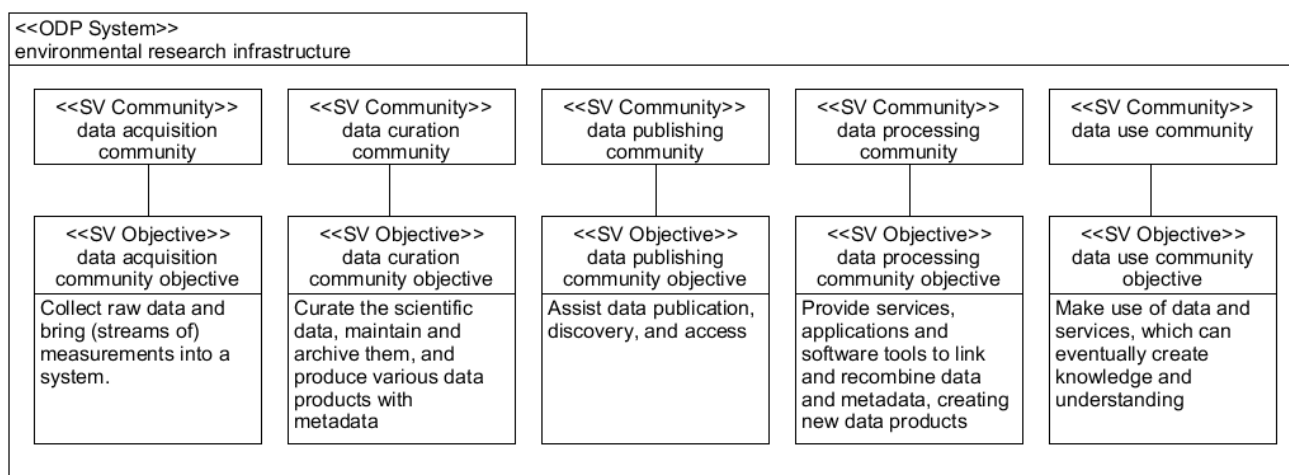 <<ODP System>>
environmental research infrastructure
<<SV Community>>
data acquisition
community
<<SV Community>>
data curation
community
<<SV Community>>
data publishing
community
<<SV Community>>
data processing
community
<<SV Community>>
data use community
<<SV Objective>>
data acquisition
community objective
Collect raw data and
bring (streams of)
measurements into a
system.
<<SV Objective>>
data curation
community objective
Curate the scientific
data, maintain and
archive them, and
produce various data
products with
metadata
<<SV Objective>>
data publishing
community objective
Assist data publication,
discovery, and access
<<SV Objective>>
data processing
community objective
Provide services,
applications and
software tools to link
and recombine data
and metadata, creating
new data products
<<SV Objective>>
data use community
objective
Make use of data and
services, which can
eventually create
knowledge and
understanding